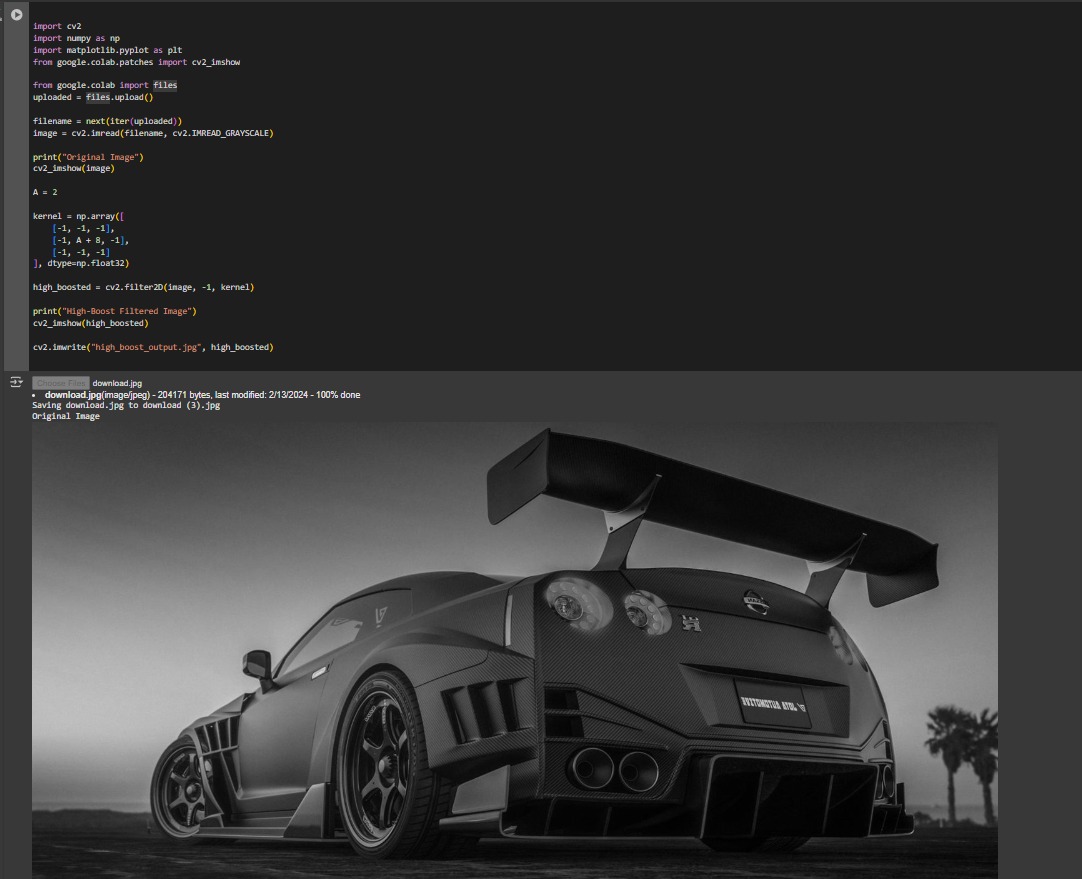 import cv2
import numpy as np
import matplotlib.pyplot as plt
from google.colab.patches import cv2_imshow
from google.colab import files
uploaded = files.upload()
filename = next(iter(uploaded))
image = cv2.imread(filename, cv2.IMREAD_GRAYSCALE)
print("Original Image")
cv2_imshow(image)
A = 2
kernel = np.array([
    [-1, -1, -1],
    [-1, A + 8, -1],
    [-1, -1, -1]
], dtype=np.float32)
high_boosted = cv2.filter2D(image, -1, kernel)
print("High-Boost Filtered Image")
cv2_imshow(high_boosted)
cv2.imwrite("high_boost_output.jpg", high_boosted)
Choose Files download.jpg
• download.jpg(image/jpeg) - 204171 bytes, last modified: 2/13/2024 - 100% done
Saving download.jpg to download (3).jpg
Original Image